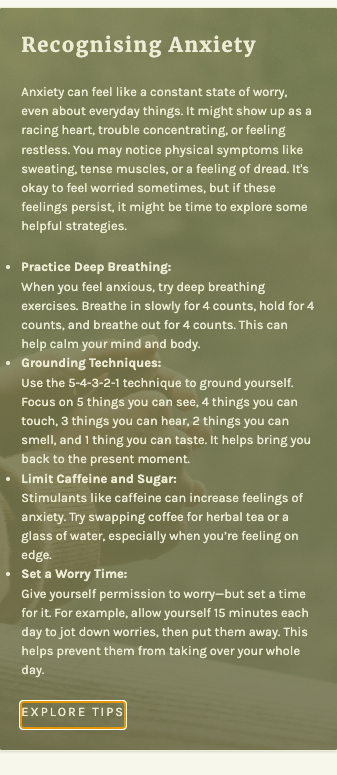 Recognising Anxiety
Anxiety can feel like a constant state of worry,
even about everyday things. It might show up as a
racing heart, trouble concentrating, or feeling
restless. You may notice physical symptoms like
sweating, tense muscles, or a feeling of dread. It's
okay to feel worried sometimes, but if these
feelings persist, it might be time to explore some
helpful strategies.
• Practice Deep Breathing:
When you feel anxious, try deep breathing
exercises. Breathe in slowly for 4 counts, hold for 4
counts, and breathe out for 4 counts. This can
help calm your mind and body.
• Grounding Techniques:
Use the 5-4-3-2-1 technique to ground yourself.
Focus on 5 things you can see, 4 things you can
touch, 3 things you can hear, 2 things you can
smell, and 1 thing you can taste. It helps bring you
back to the present moment.
• Limit Caffeine and Sugar:
Stimulants like caffeine can increase feelings of
anxiety. Try swapping coffee for herbal tea or a
glass of water, especially when you’re feeling on
edge.
• Set a Worry Time:
Give yourself permission to worry—but set a time
for it. For example, allow yourself 15 minutes each
day to jot down worries, then put them away. This
helps prevent them from taking over your whole
day.
EXPLORE TIPS